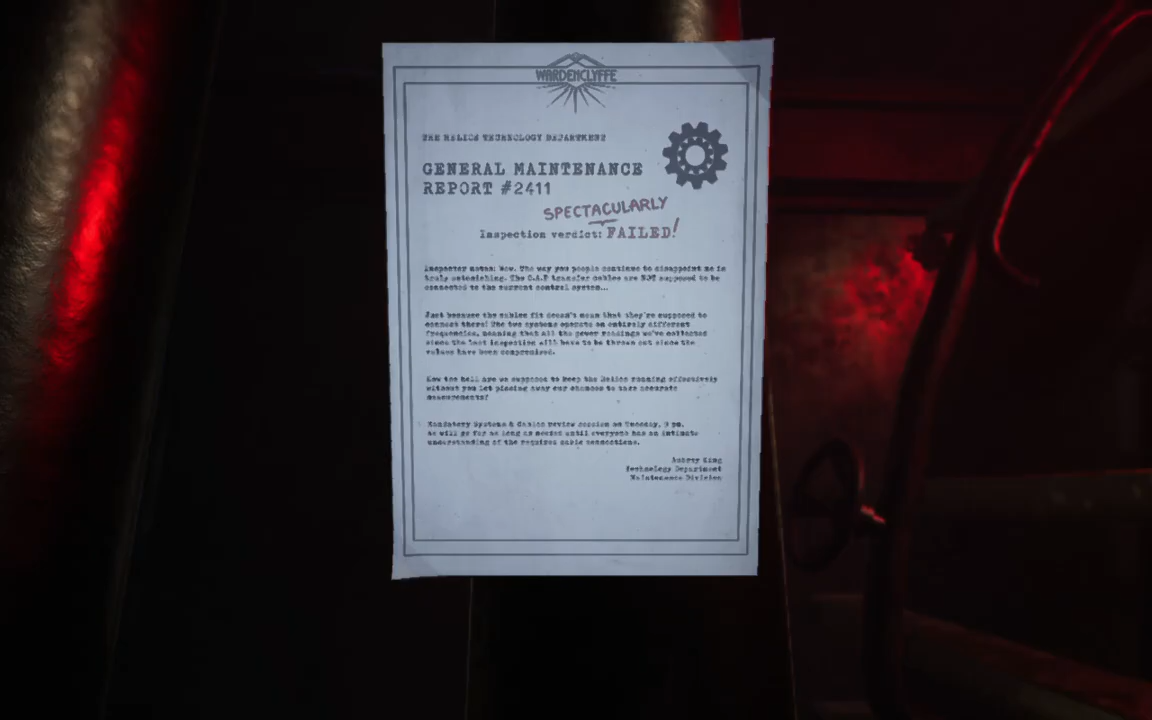 WARDENCLYFFE
THE RELICS TECHNOLOGY DEPARTMENT
GENERAL MAINTENANCE
REPORT #2411
SPECTACULARLY
Inspection verdict: FAILED!
Inspector notes: Wow. The way you people continue to disappoint me is
truly astonishing. The C.A.T transfer cables are NOT supposed to be
connected to the current control system...
Just because the cables fit doesn't mean that they're supposed to
connect there! The two systems operate on entirely different
frequencies, meaning that all the power readings we've collected
since the last inspection will have to be thrown out since the
values have been compromised.
How the hell are we supposed to keep the Relics running effectively
without you lot pissing away our chances to take accurate
measurements?
Mandatory Systems & Cables review session on Tuesday, 9 pm.
We will go for as long as needed until everyone has an intimate
understanding of the required cable connections.
Aubrey King
Technology Department
Maintenance Division